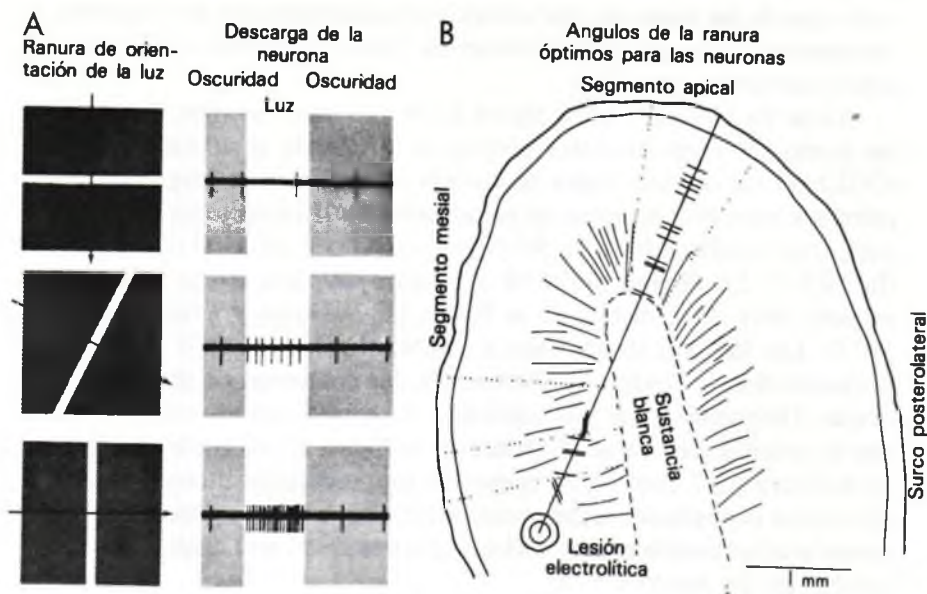 A
Ranura de orien-
tación de la luz
Descarga de la
neurona
Oscuridad Oscuridad
Luz
B
Angulos de la ranura
óptimos para las neuronas
Segmento apical
Segmento mesial
Sustancia
blanca
Surco posterolateral
Lesión
electrolítica
1 mm